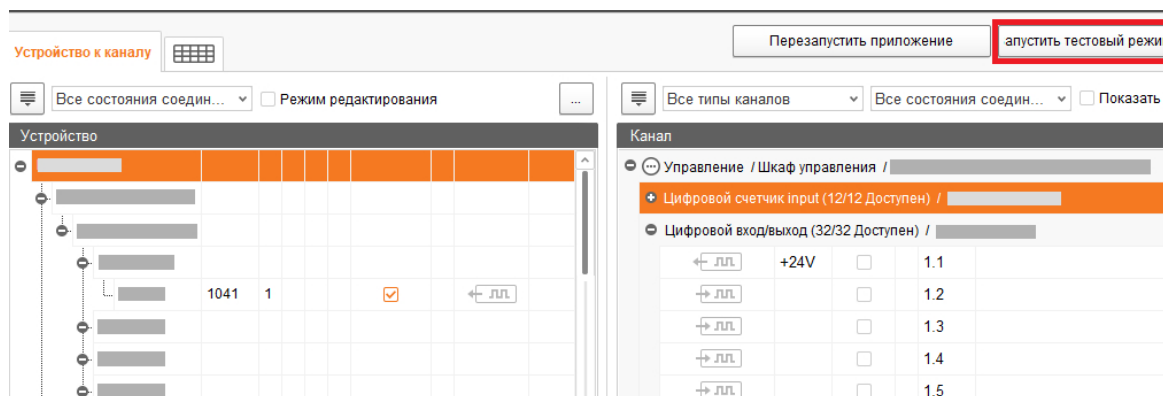 Устройство к каналу
Перезапустить приложение
апустить тестовый режи
Все состояния соедин...
Режим редактирования
...
Все типы каналов
Все состояния соедин...
Показать
Устройство
Канал
Управление / Шкаф управления /
Цифровой счетчик input (12/12 Доступен) /
Цифровой вход/выход (32/32 Доступен) /
+24V 1.1
1041 1
1.2
1.3
1.4
1.5